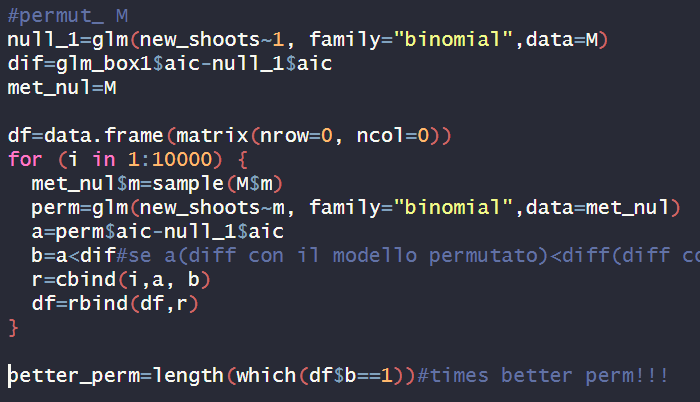 #permut_ M
null_1=glm(new_shoots~1, family="binomial",data=M)
dif=glm_box1$aic-null_1$aic
met_nul=M
df=data.frame(matrix(nrow=0, ncol=0))
for (i in 1:10000) {
met_nul$m=sample(M$m)
perm=glm(new_shoots~m, family="binomial",data=met_nul)
a=perm$aic-null_1$aic
b=a<dif#se a(diff con il modello permutato)<diff(diff
r=cbind(i,a, b)
df=rbind(df,r)
}
better_perm=length(which(df$b==1))#times better perm!!!